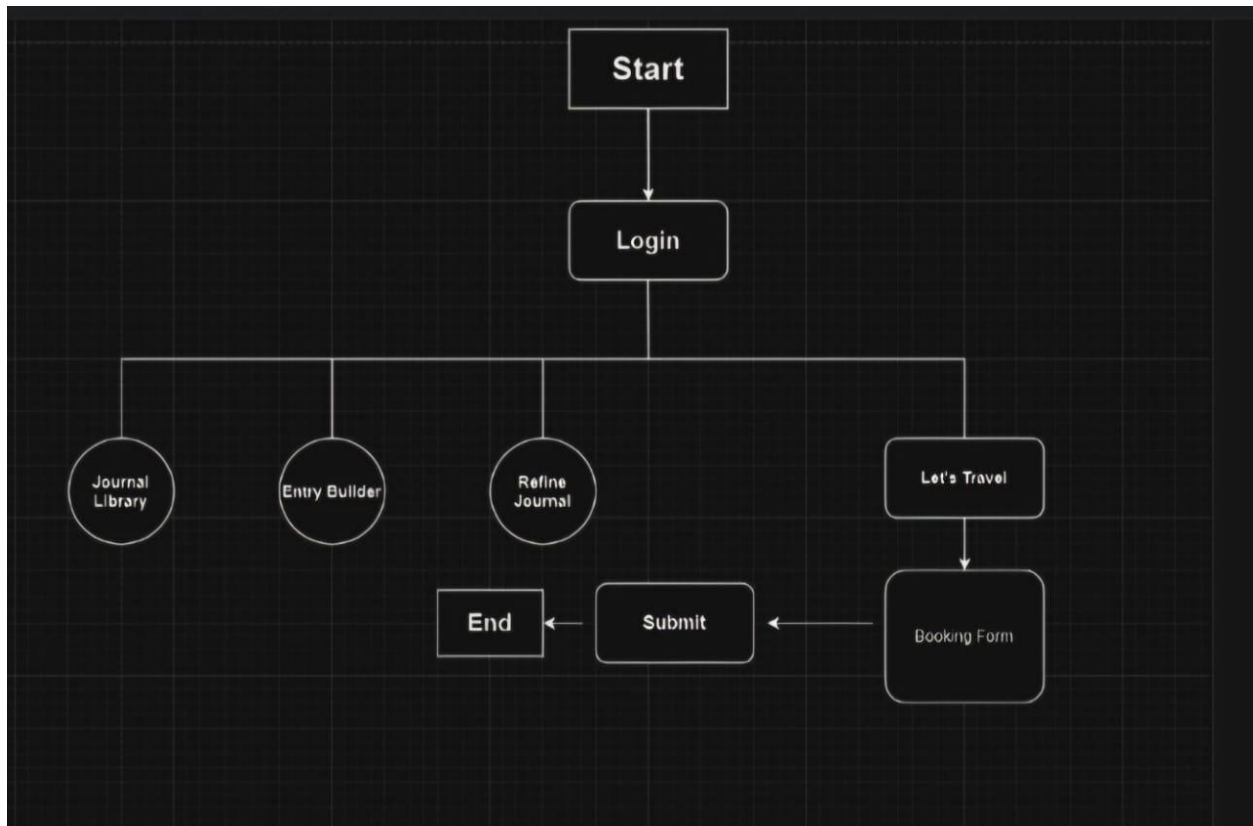 Start
Login
Journal
Library
Entry Builder
Refine
Journal
Let's Travel
End
Submit
Booking Form